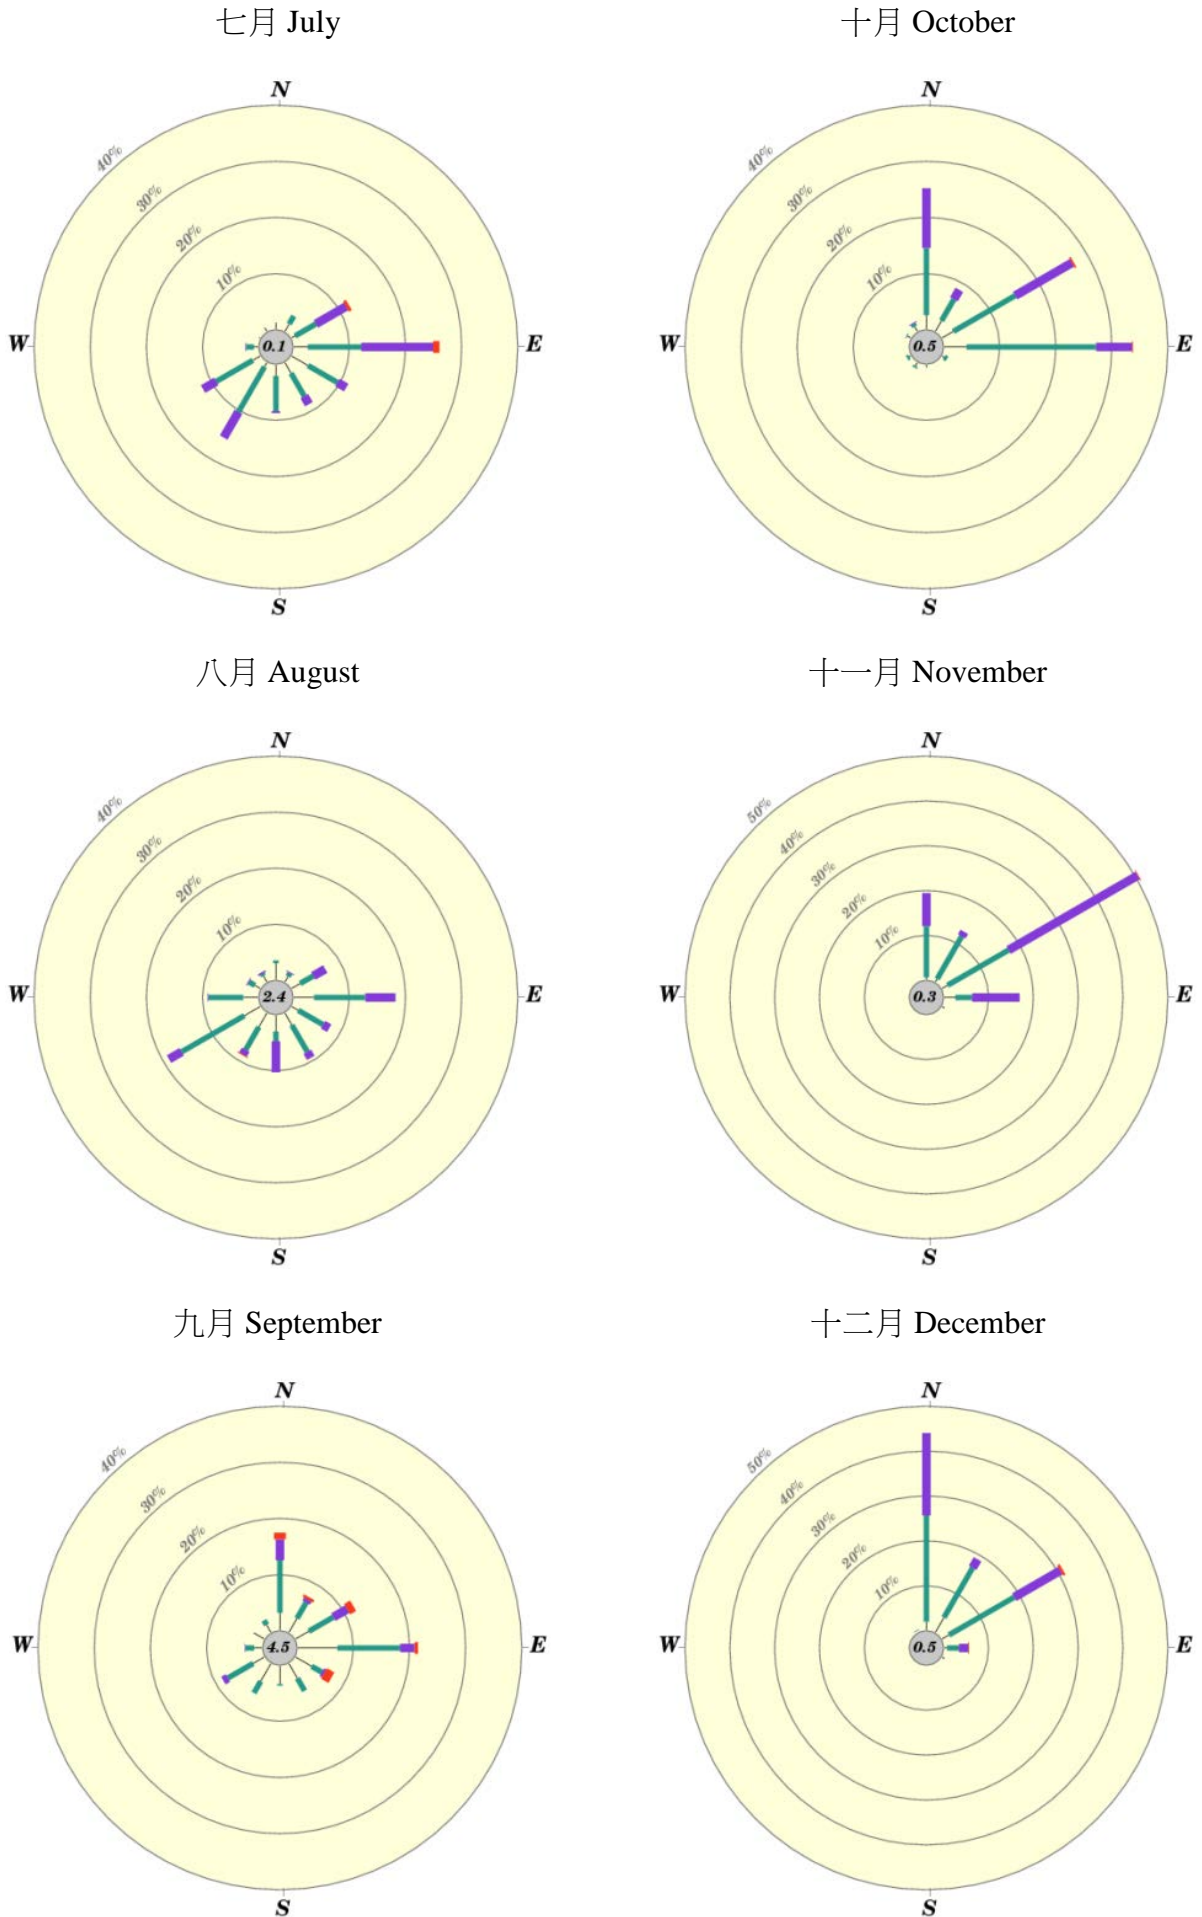 七月 July
N
40%
30%
20%
10%
W
0.1
E
S
十月 October
N
40%
30%
20%
10%
W
0.5
E
S
八月 August
N
40%
30%
20%
10%
W
2.4
E
S
十一月 November
N
50%
40%
30%
20%
10%
W
0.3
E
S
九月 September
N
40%
30%
20%
10%
W
4.5
E
S
十二月 December
N
50%
40%
30%
20%
10%
W
0.5
E
S